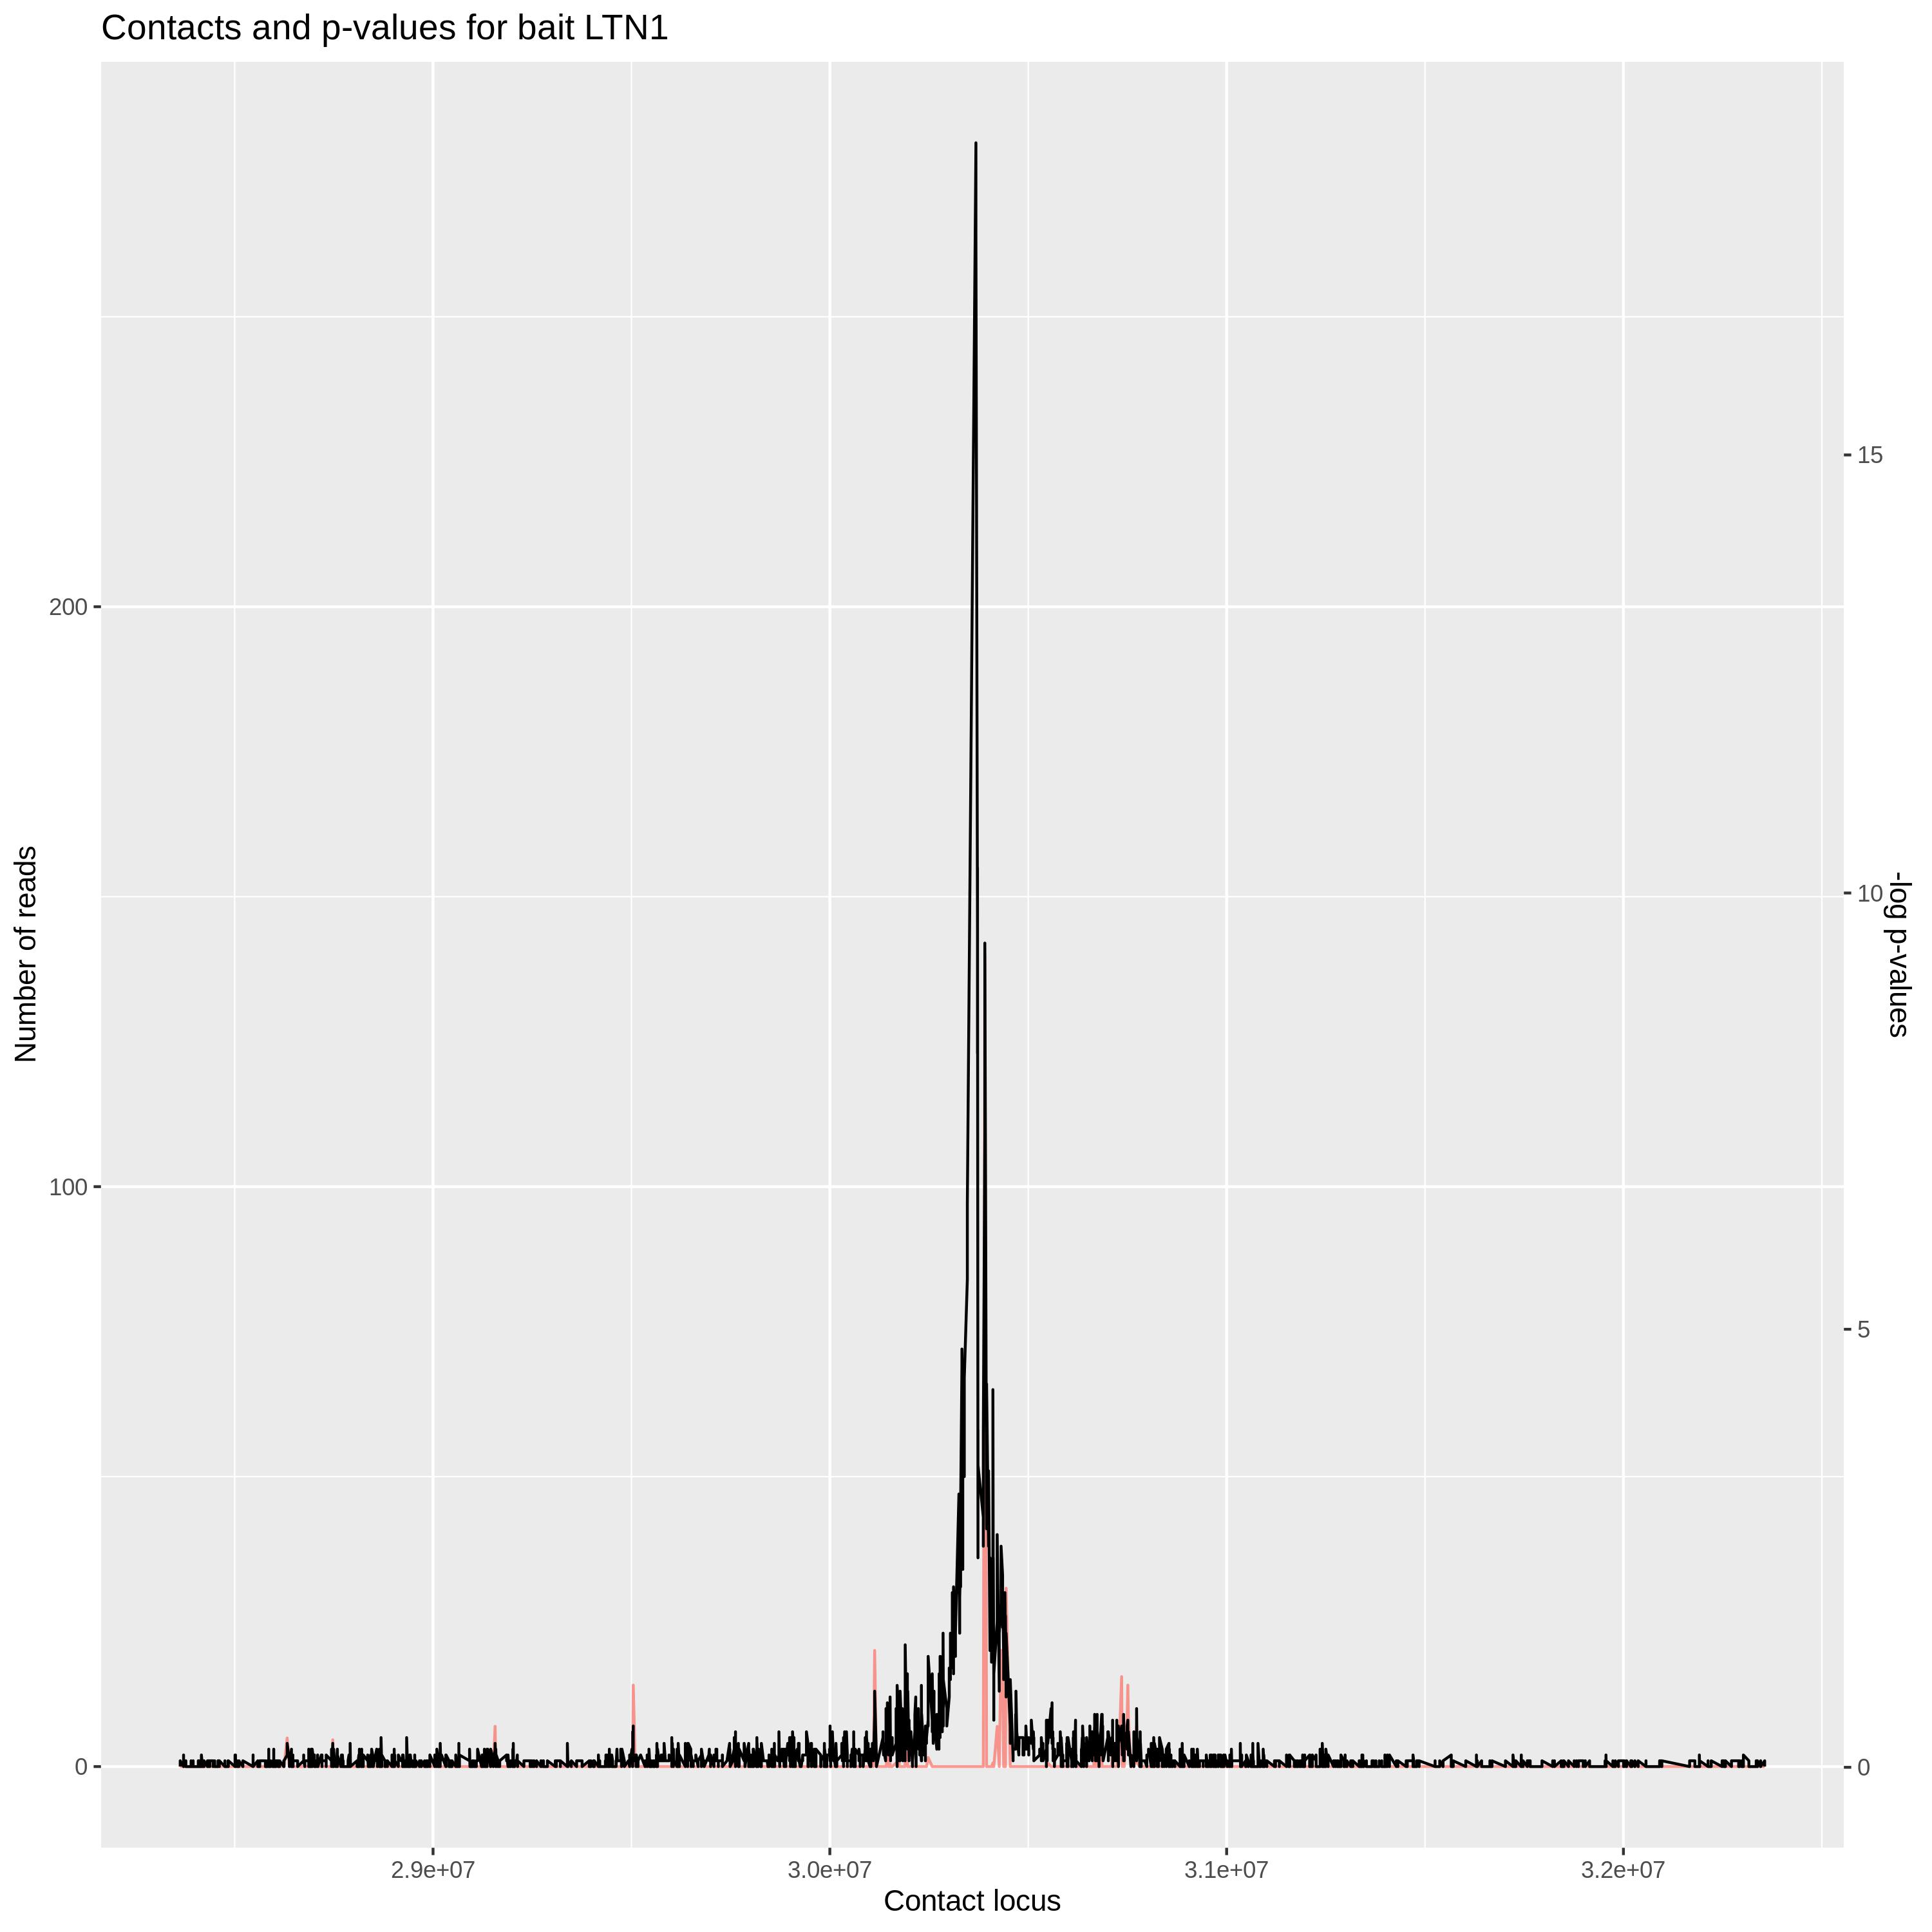 Contacts and p-values for bait LTN1
Number of reads
200
100
0
15
10
5
0
-log p-values
2.9e+07
3.0e+07
3.1e+07
3.2e+07
Contact locus